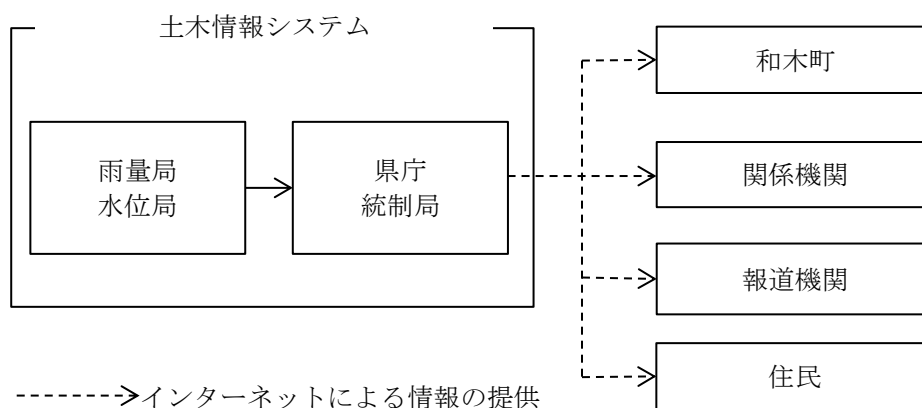 土木情報システム
雨量局
水位局
県庁
統制局
和木町
関係機関
報道機関
住民
インターネットによる情報の提供